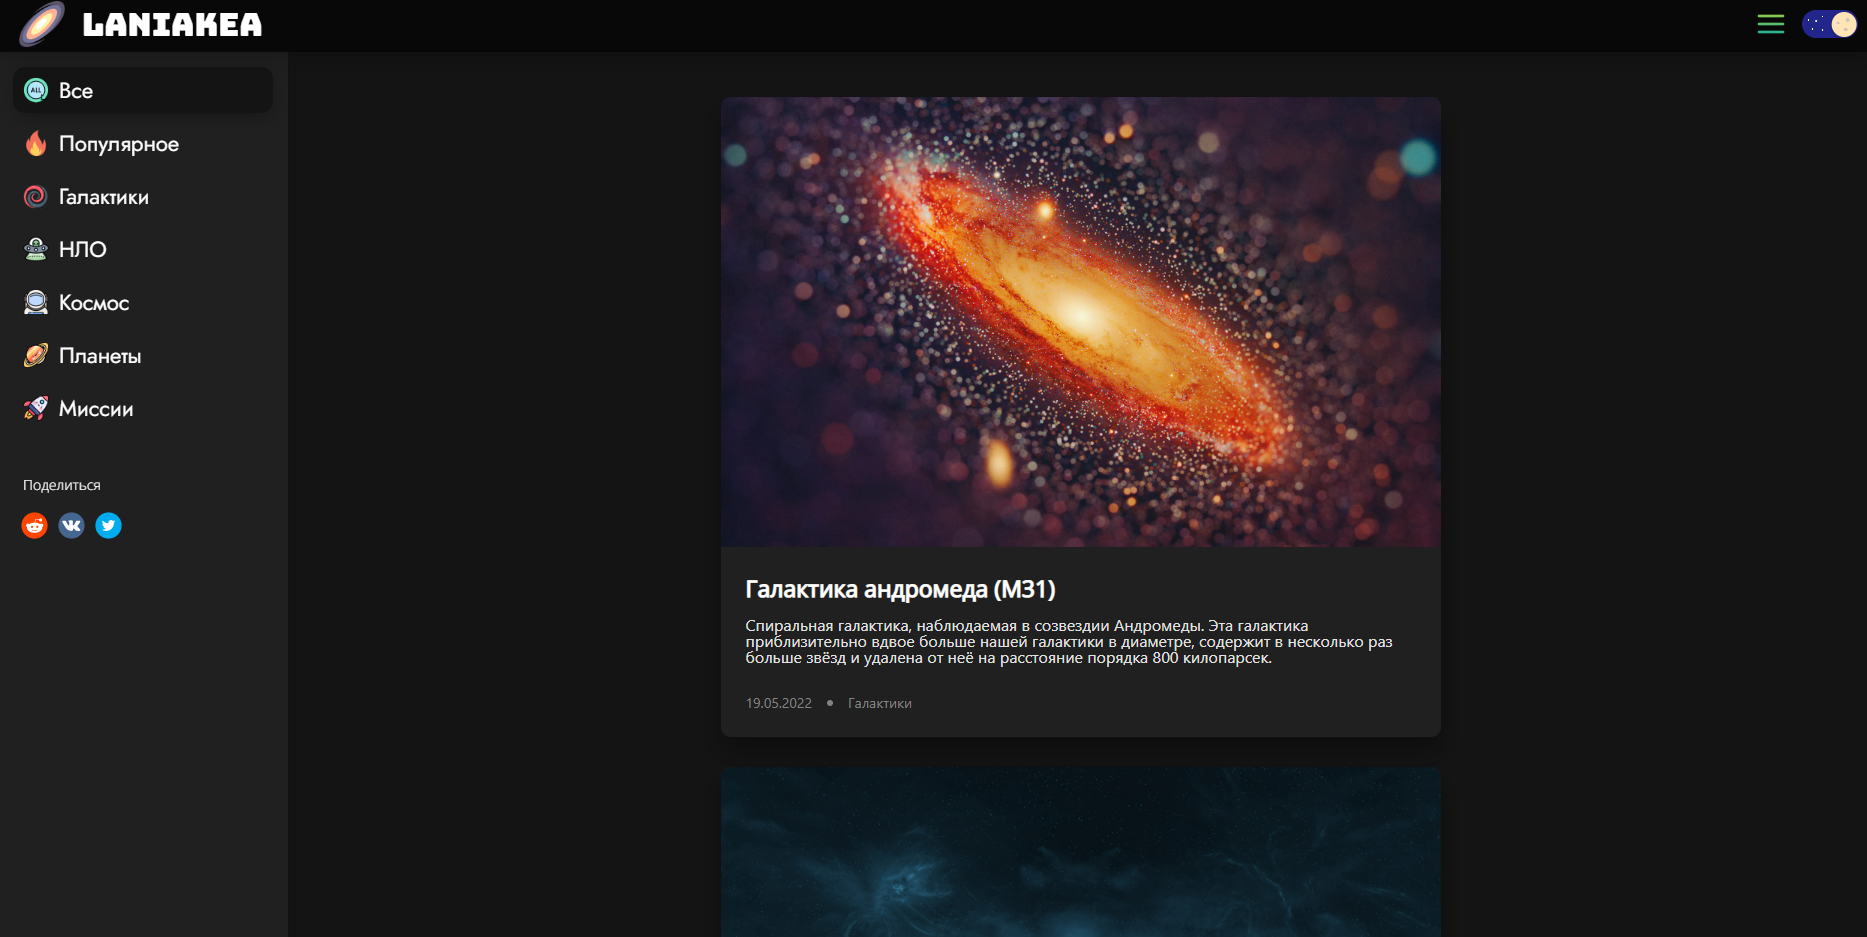 LANIAKEA
ALL
Все
Популярное
Галактики
НЛО
Космос
Планеты
Миссии
Поделиться
Галактика андромеда (M31)
Спиральная галактика, наблюдаемая в созвездии Андромеды. Эта галактика
приблизительно вдвое больше нашей галактики в диаметре, содержит в несколько раз
больше звёзд и удалена от неё на расстояние порядка 800 килопарсек.
19.05.2022 • Галактики